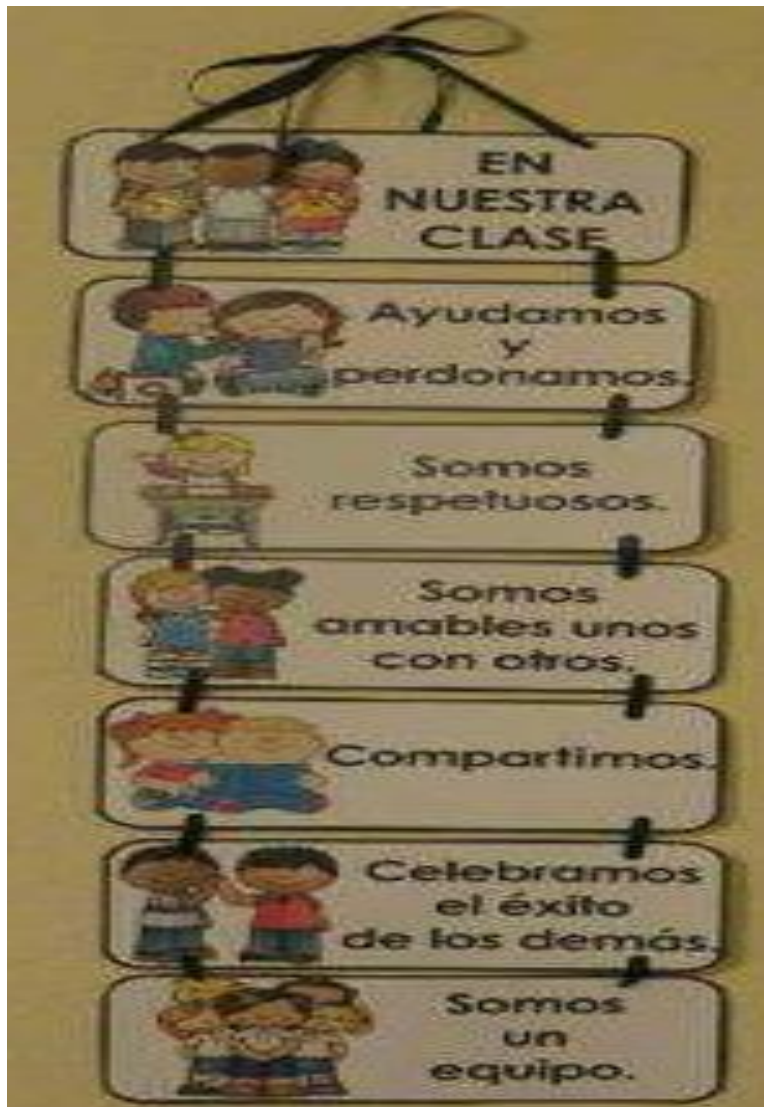 EN
NUESTRA
CLASE
Ayudamos
y
perdonamos.
Somos
respetuosos.
Somos
amables unos
con otros.
Compartimos.
Celebramos
el éxito
de los demás.
Somos
un
equipo.